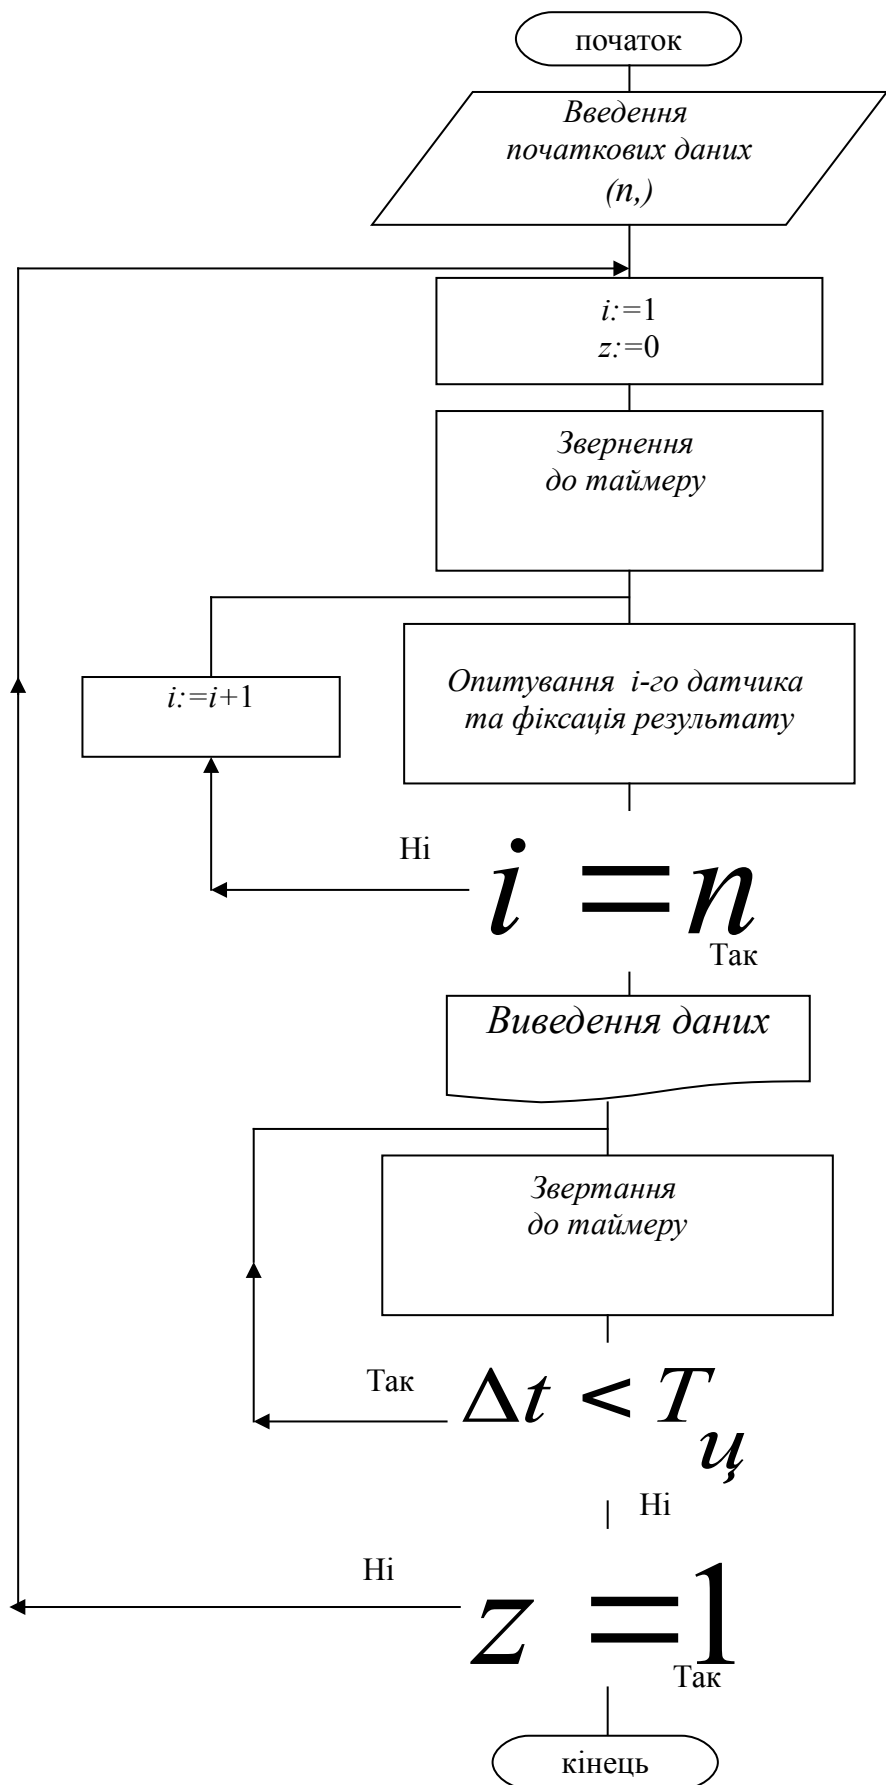 початок
Введення
початкових даних
(n,)
i:=1
z:=0
Звернення
до таймеру
Опитування і-го датчика
та фіксація результату
i:=i+1
Ні
i = n
Так
Виведення даних
Звертання
до таймеру
Так
Δt < Tц
Ні
Ні
z = 1
Так
кінець